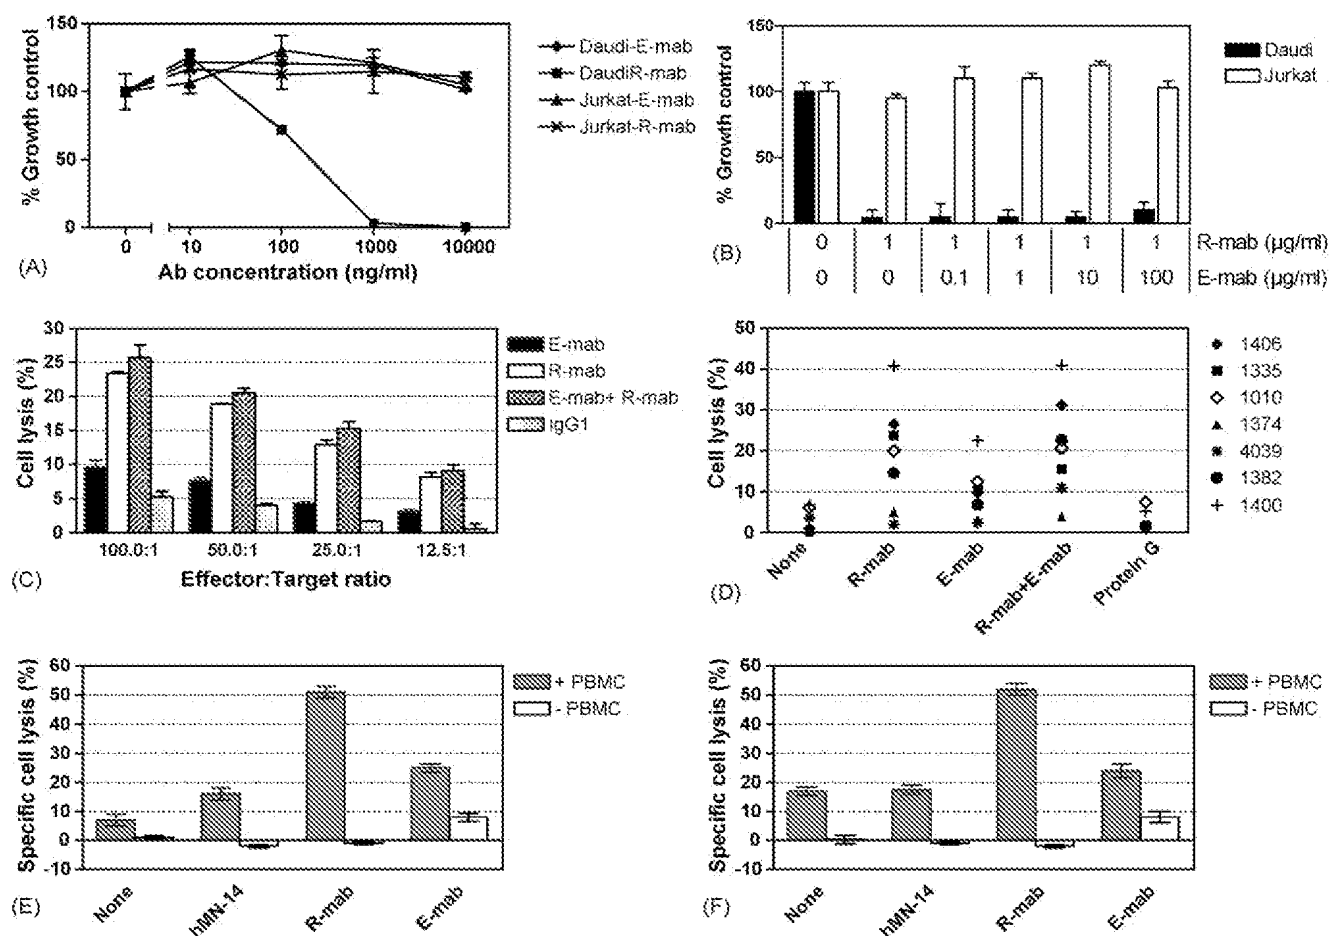 150
100
50
0
% Growth control
0 10 100 1000 10000
Ab concentration (ng/ml)
Daudi-E-mab
DaudiR-mab
Jurkat-E-mab
Jurkat-R-mab
(A)
150
100
50
0
% Growth control
Daudi
Jurkat
0 1 1 1 1 1 R-mab (µg/ml)
0 0 0.1 1 10 100 E-mab (µg/ml)
(B)
30
25
20
15
10
5
0
Cell lysis (%)
100.0:1 50.0:1 25.0:1 12.5:1
Effector:Target ratio
E-mab
R-mab
E-mab+ R-mab
IgG1
(C)
50
40
30
20
10
0
Cell lysis (%)
None R-mab E-mab R-mab+E-mab Protein G
1406
1335
1010
1374
4039
1382
1400
(D)
60
50
40
30
20
10
0
-10
Specific cell lysis (%)
None hMN-14 R-mab E-mab
+ PBMC
- PBMC
(E)
60
50
40
30
20
10
0
-10
Specific cell lysis (%)
None hMN-14 R-mab E-mab
+ PBMC
- PBMC
(F)